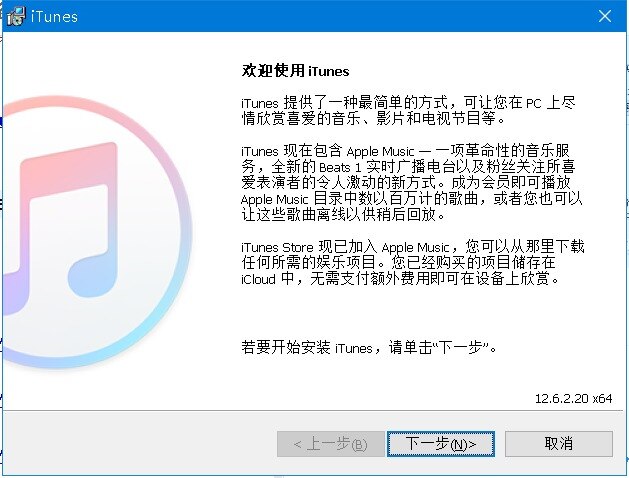 iTunes
欢迎使用 iTunes
iTunes 提供了一种最简单的方式，可让您在 PC 上尽
情欣赏喜爱的音乐、影片和电视节目等。
iTunes 现在包含 Apple Music — 一项革命性的音乐服
务，全新的 Beats 1 实时广播电台以及粉丝关注所喜
爱表演者的令人激动的新方式。成为会员即可播放
Apple Music 目录中数以百万计的歌曲，或者您也可以
让这些歌曲离线以供稍后回放。
iTunes Store 现已加入 Apple Music，您可以从那里下载
任何所需的娱乐项目。您已经购买的项目储存在
iCloud 中，无需支付额外费用即可在设备上欣赏。
若要开始安装 iTunes，请单击“下一步”。
12.6.2.20 x64
< 上一步(B)
下一步(N)>
取消